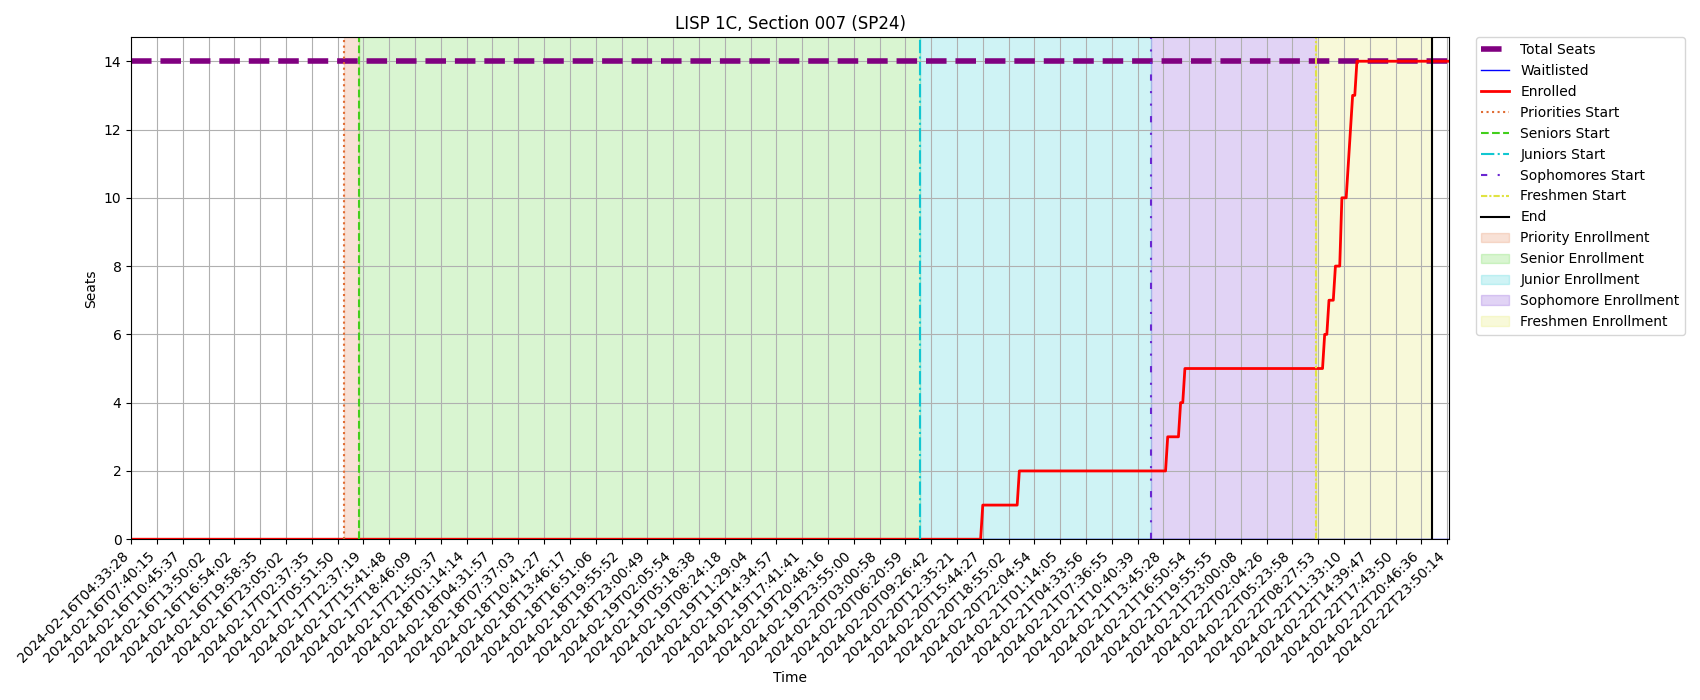 LISP 1C, Section 007 (SP24)
14
12
10
8
6
4
2
0
Seats
2024-02-16T04:33:28
2024-02-16T07:40:15
2024-02-16T10:45:37
2024-02-16T13:50:02
2024-02-16T16:54:02
2024-02-16T19:58:35
2024-02-16T23:05:02
2024-02-17T02:37:35
2024-02-17T05:51:50
2024-02-17T12:37:19
2024-02-17T15:41:48
2024-02-17T18:46:09
2024-02-17T21:50:37
2024-02-18T01:14:14
2024-02-18T04:31:57
2024-02-18T07:37:03
2024-02-18T10:41:27
2024-02-18T13:46:17
2024-02-18T16:51:06
2024-02-18T19:55:52
2024-02-18T23:00:49
2024-02-19T02:05:54
2024-02-19T05:18:38
2024-02-19T08:24:18
2024-02-19T11:29:04
2024-02-19T14:34:57
2024-02-19T17:41:41
2024-02-19T20:48:16
2024-02-19T23:55:00
2024-02-20T03:00:58
2024-02-20T06:20:59
2024-02-20T09:26:42
2024-02-20T12:35:21
2024-02-20T15:44:27
2024-02-20T18:55:02
2024-02-20T22:04:54
2024-02-21T01:14:05
2024-02-21T04:33:56
2024-02-21T07:36:55
2024-02-21T10:40:39
2024-02-21T13:45:28
2024-02-21T16:50:54
2024-02-21T19:55:55
2024-02-21T23:00:08
2024-02-22T02:04:26
2024-02-22T05:23:58
2024-02-22T08:27:53
2024-02-22T11:33:10
2024-02-22T14:39:47
2024-02-22T17:43:50
2024-02-22T20:46:36
2024-02-22T23:50:14
Time
Total Seats
Waitlisted
Enrolled
Priorities Start
Seniors Start
Juniors Start
Sophomores Start
Freshmen Start
End
Priority Enrollment
Senior Enrollment
Junior Enrollment
Sophomore Enrollment
Freshmen Enrollment